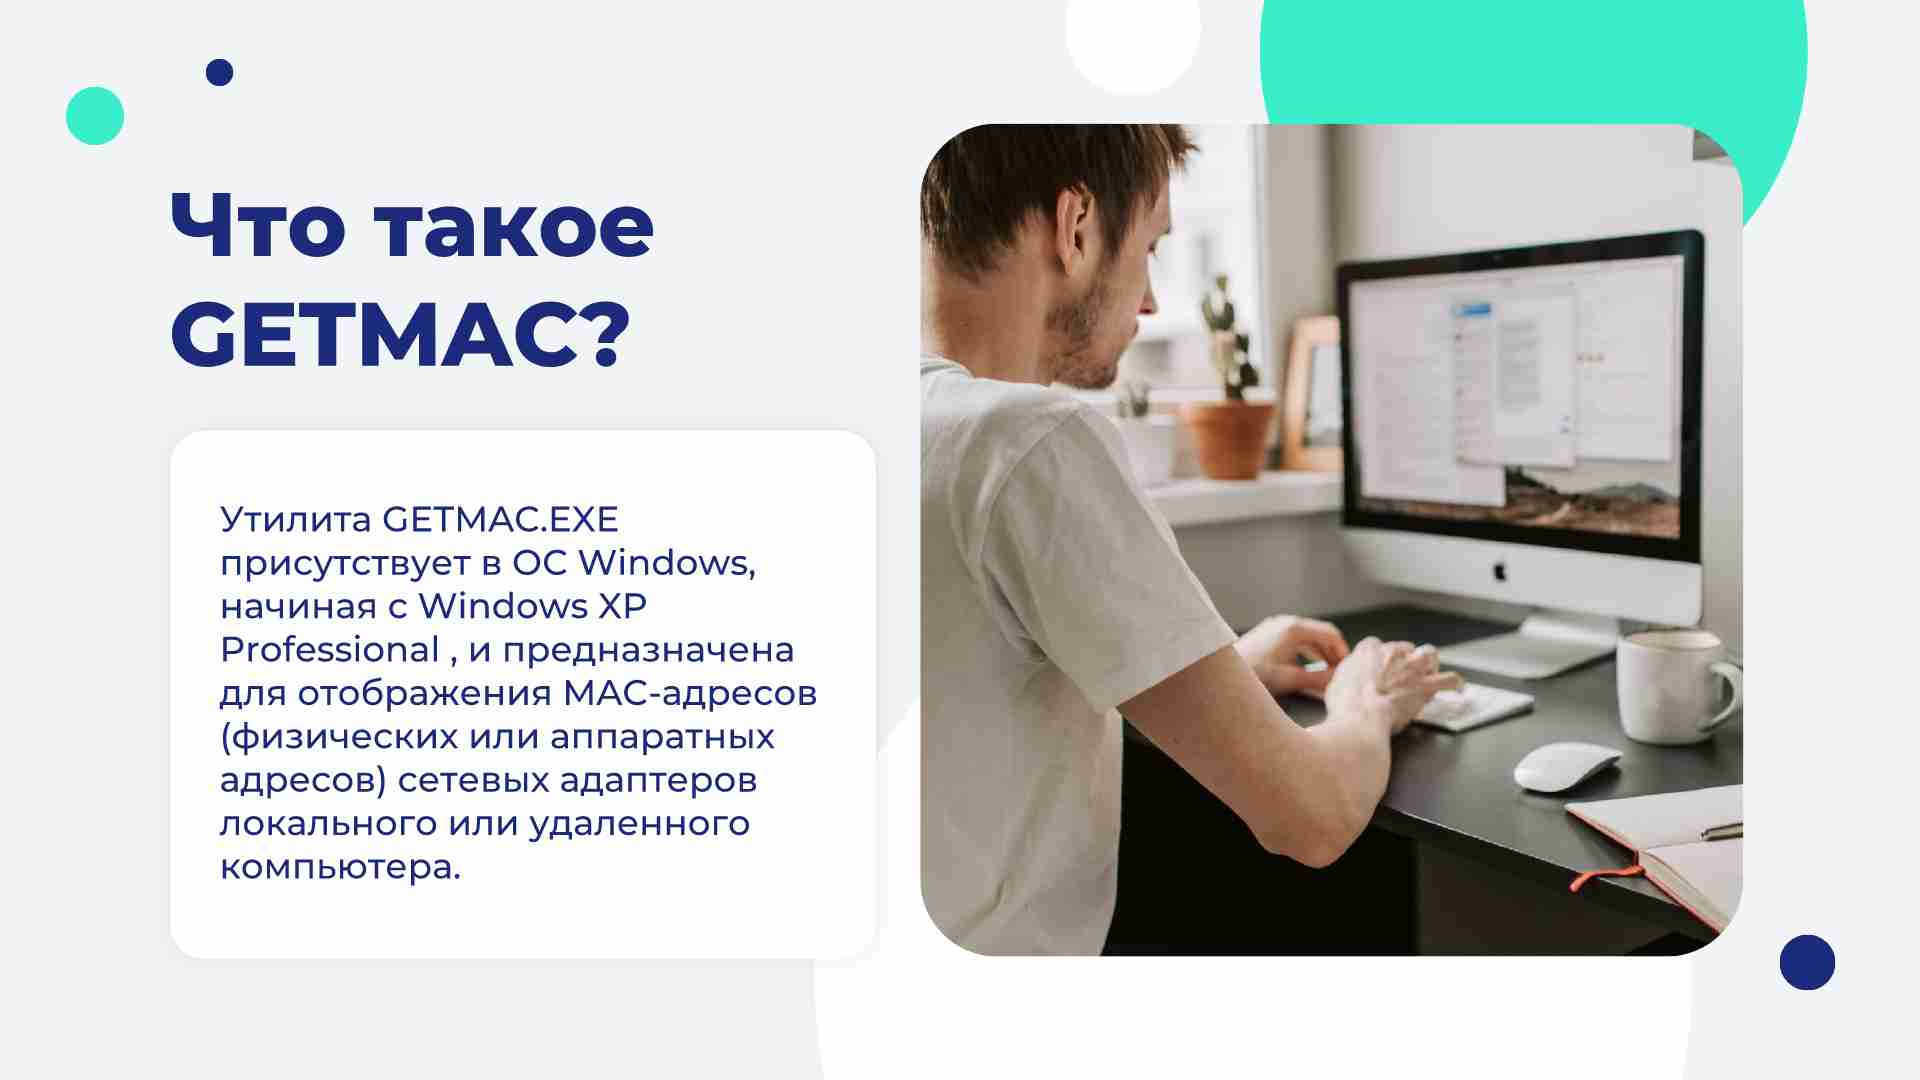 Что такое
GETMAC?
Утилита GETMAC.EXE
присутствует в ОС Windows,
начиная с Windows XP
Professional , и предназначена
для отображения MAC-адресов
(физических или аппаратных
адресов) сетевых адаптеров
локального или удаленного
компьютера.